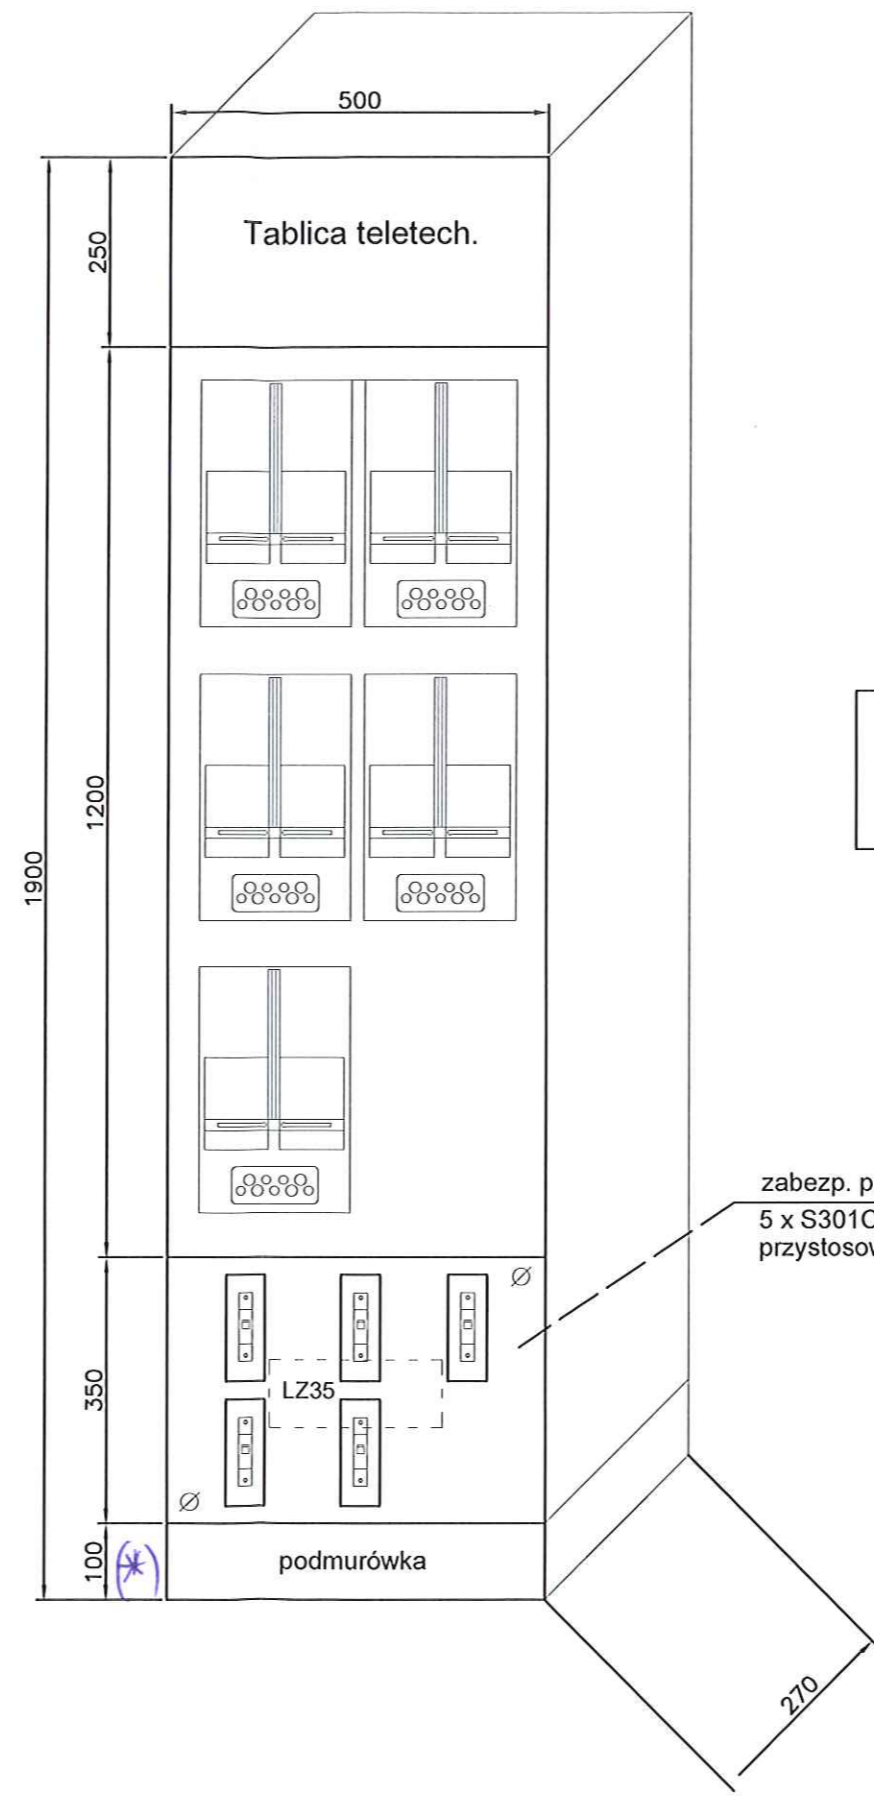 500
250
Tablica teletech.
1200
1900
zabezp. p
5 x S301C
przystosow
350
LZ35
100
(*)
podmurówka
270